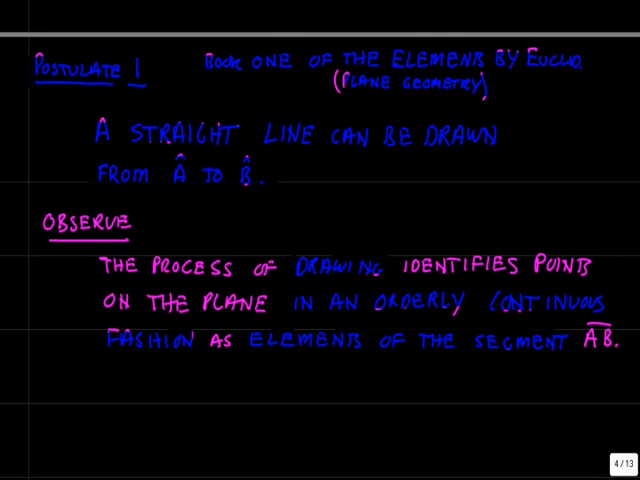 POSTULATE 1
BOOK ONE OF THE ELEMENTS BY EUCLID.
(PLANE GEOMETRY)
A STRAIGHT LINE CAN BE DRAWN
FROM Â TO B̂.
OBSERVE
THE PROCESS OF DRAWING IDENTIFIES POINTS
ON THE PLANE IN AN ORDERLY CONTINUOUS
FASHION AS ELEMENTS OF THE SEGMENT A̅B̅.
4/13